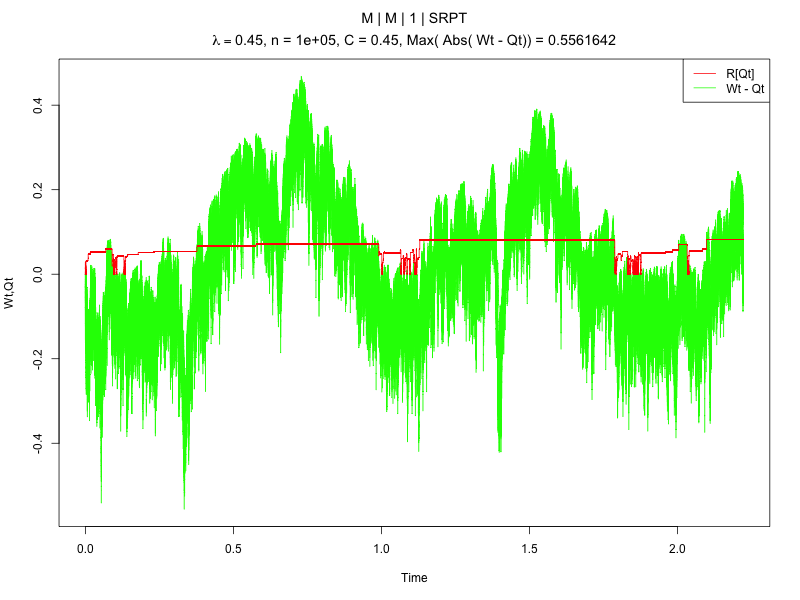 M | M | 1 | SRPT
λ = 0.45, n = 1e+05, C = 0.45, Max( Abs( Wt - Qt)) = 0.5561642
R[Qt]
Wt - Qt
Wt,Qt
0.4
0.2
0.0
-0.2
-0.4
0.0 0.5 1.0 1.5 2.0
Time